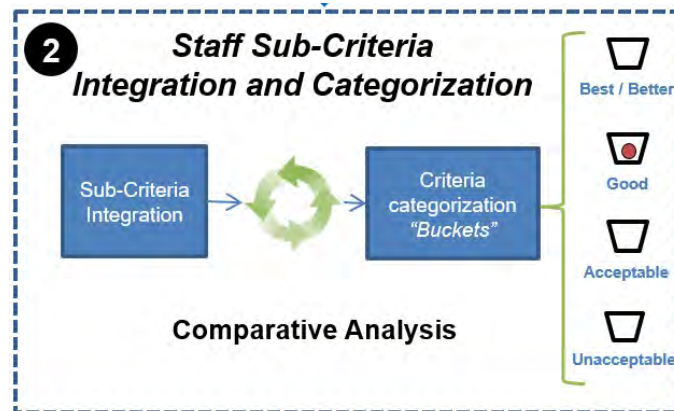 2
Staff Sub-Criteria
Integration and Categorization
Sub-Criteria
Integration
Criteria
categorization
“Buckets”
Comparative Analysis
Best / Better
Good
Acceptable
Unacceptable